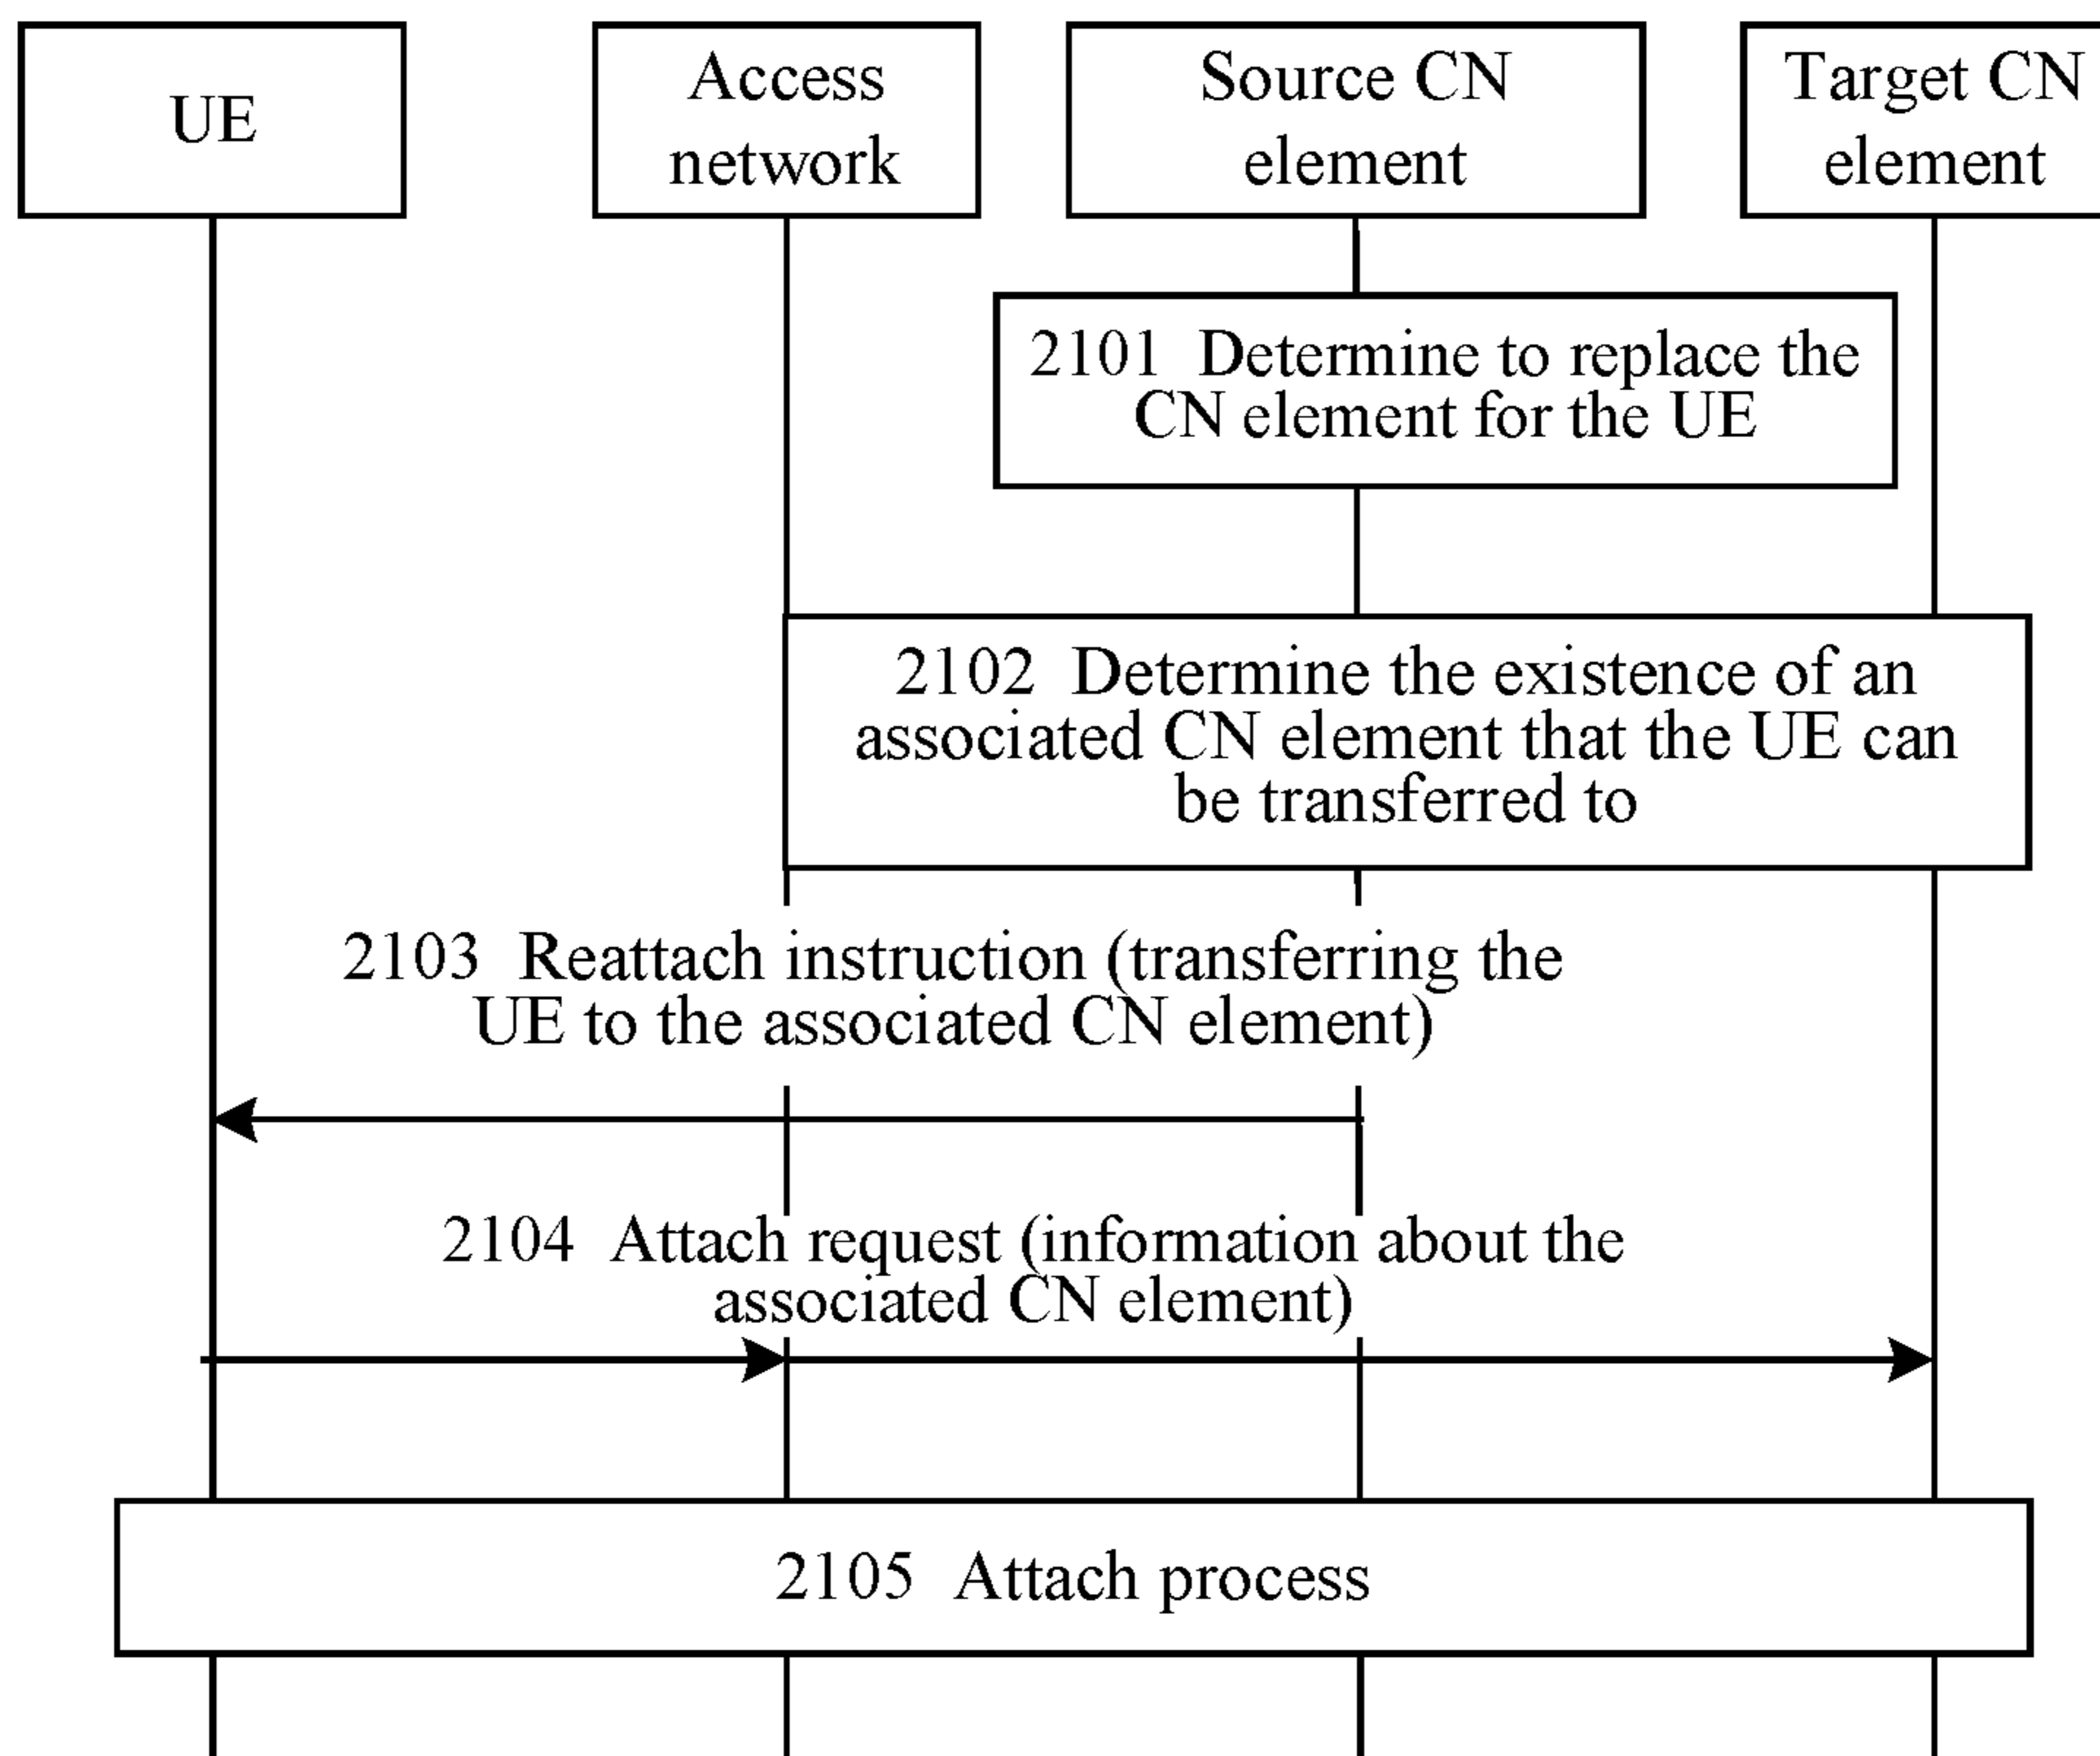 UE
Access
network
Source CN
element
Target CN
element
2101 Determine to replace the
CN element for the UE
2102 Determine the existence of an
associated CN element that the UE can
be transferred to
2103 Reattach instruction (transferring the
UE to the associated CN element)
2104 Attach request (information about the
associated CN element)
2105 Attach process